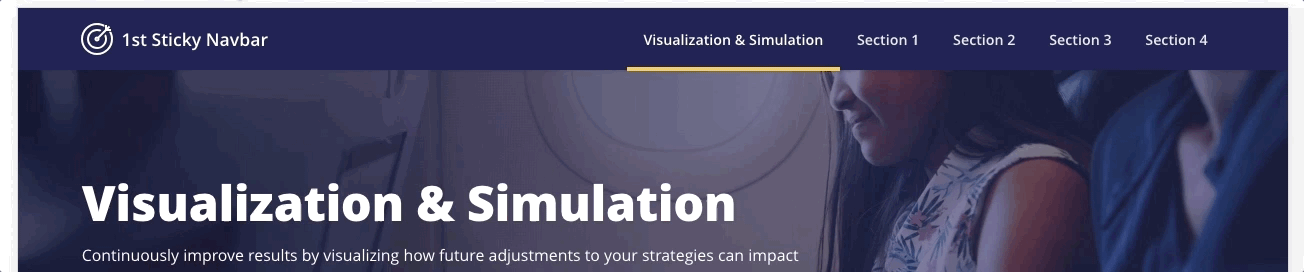 1st Sticky Navbar
Visualization & Simulation Section 1 Section 2 Section 3 Section 4
Visualization & Simulation
Continuously improve results by visualizing how future adjustments to your strategies can impact